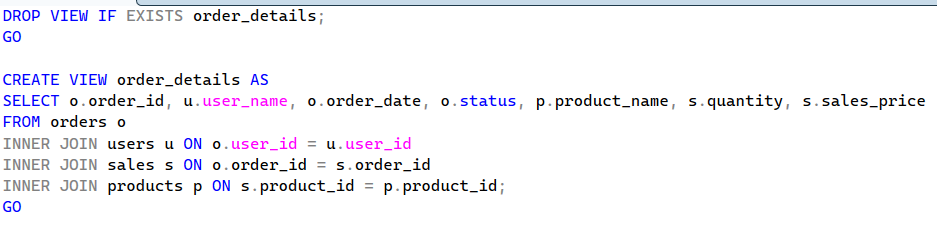 DROP VIEW IF EXISTS order_details;
GO
CREATE VIEW order_details AS
SELECT o.order_id, u.user_name, o.order_date, o.status, p.product_name, s.quantity, s.sales_price
FROM orders o
INNER JOIN users u ON o.user_id = u.user_id
INNER JOIN sales s ON o.order_id = s.order_id
INNER JOIN products p ON s.product_id = p.product_id;
GO